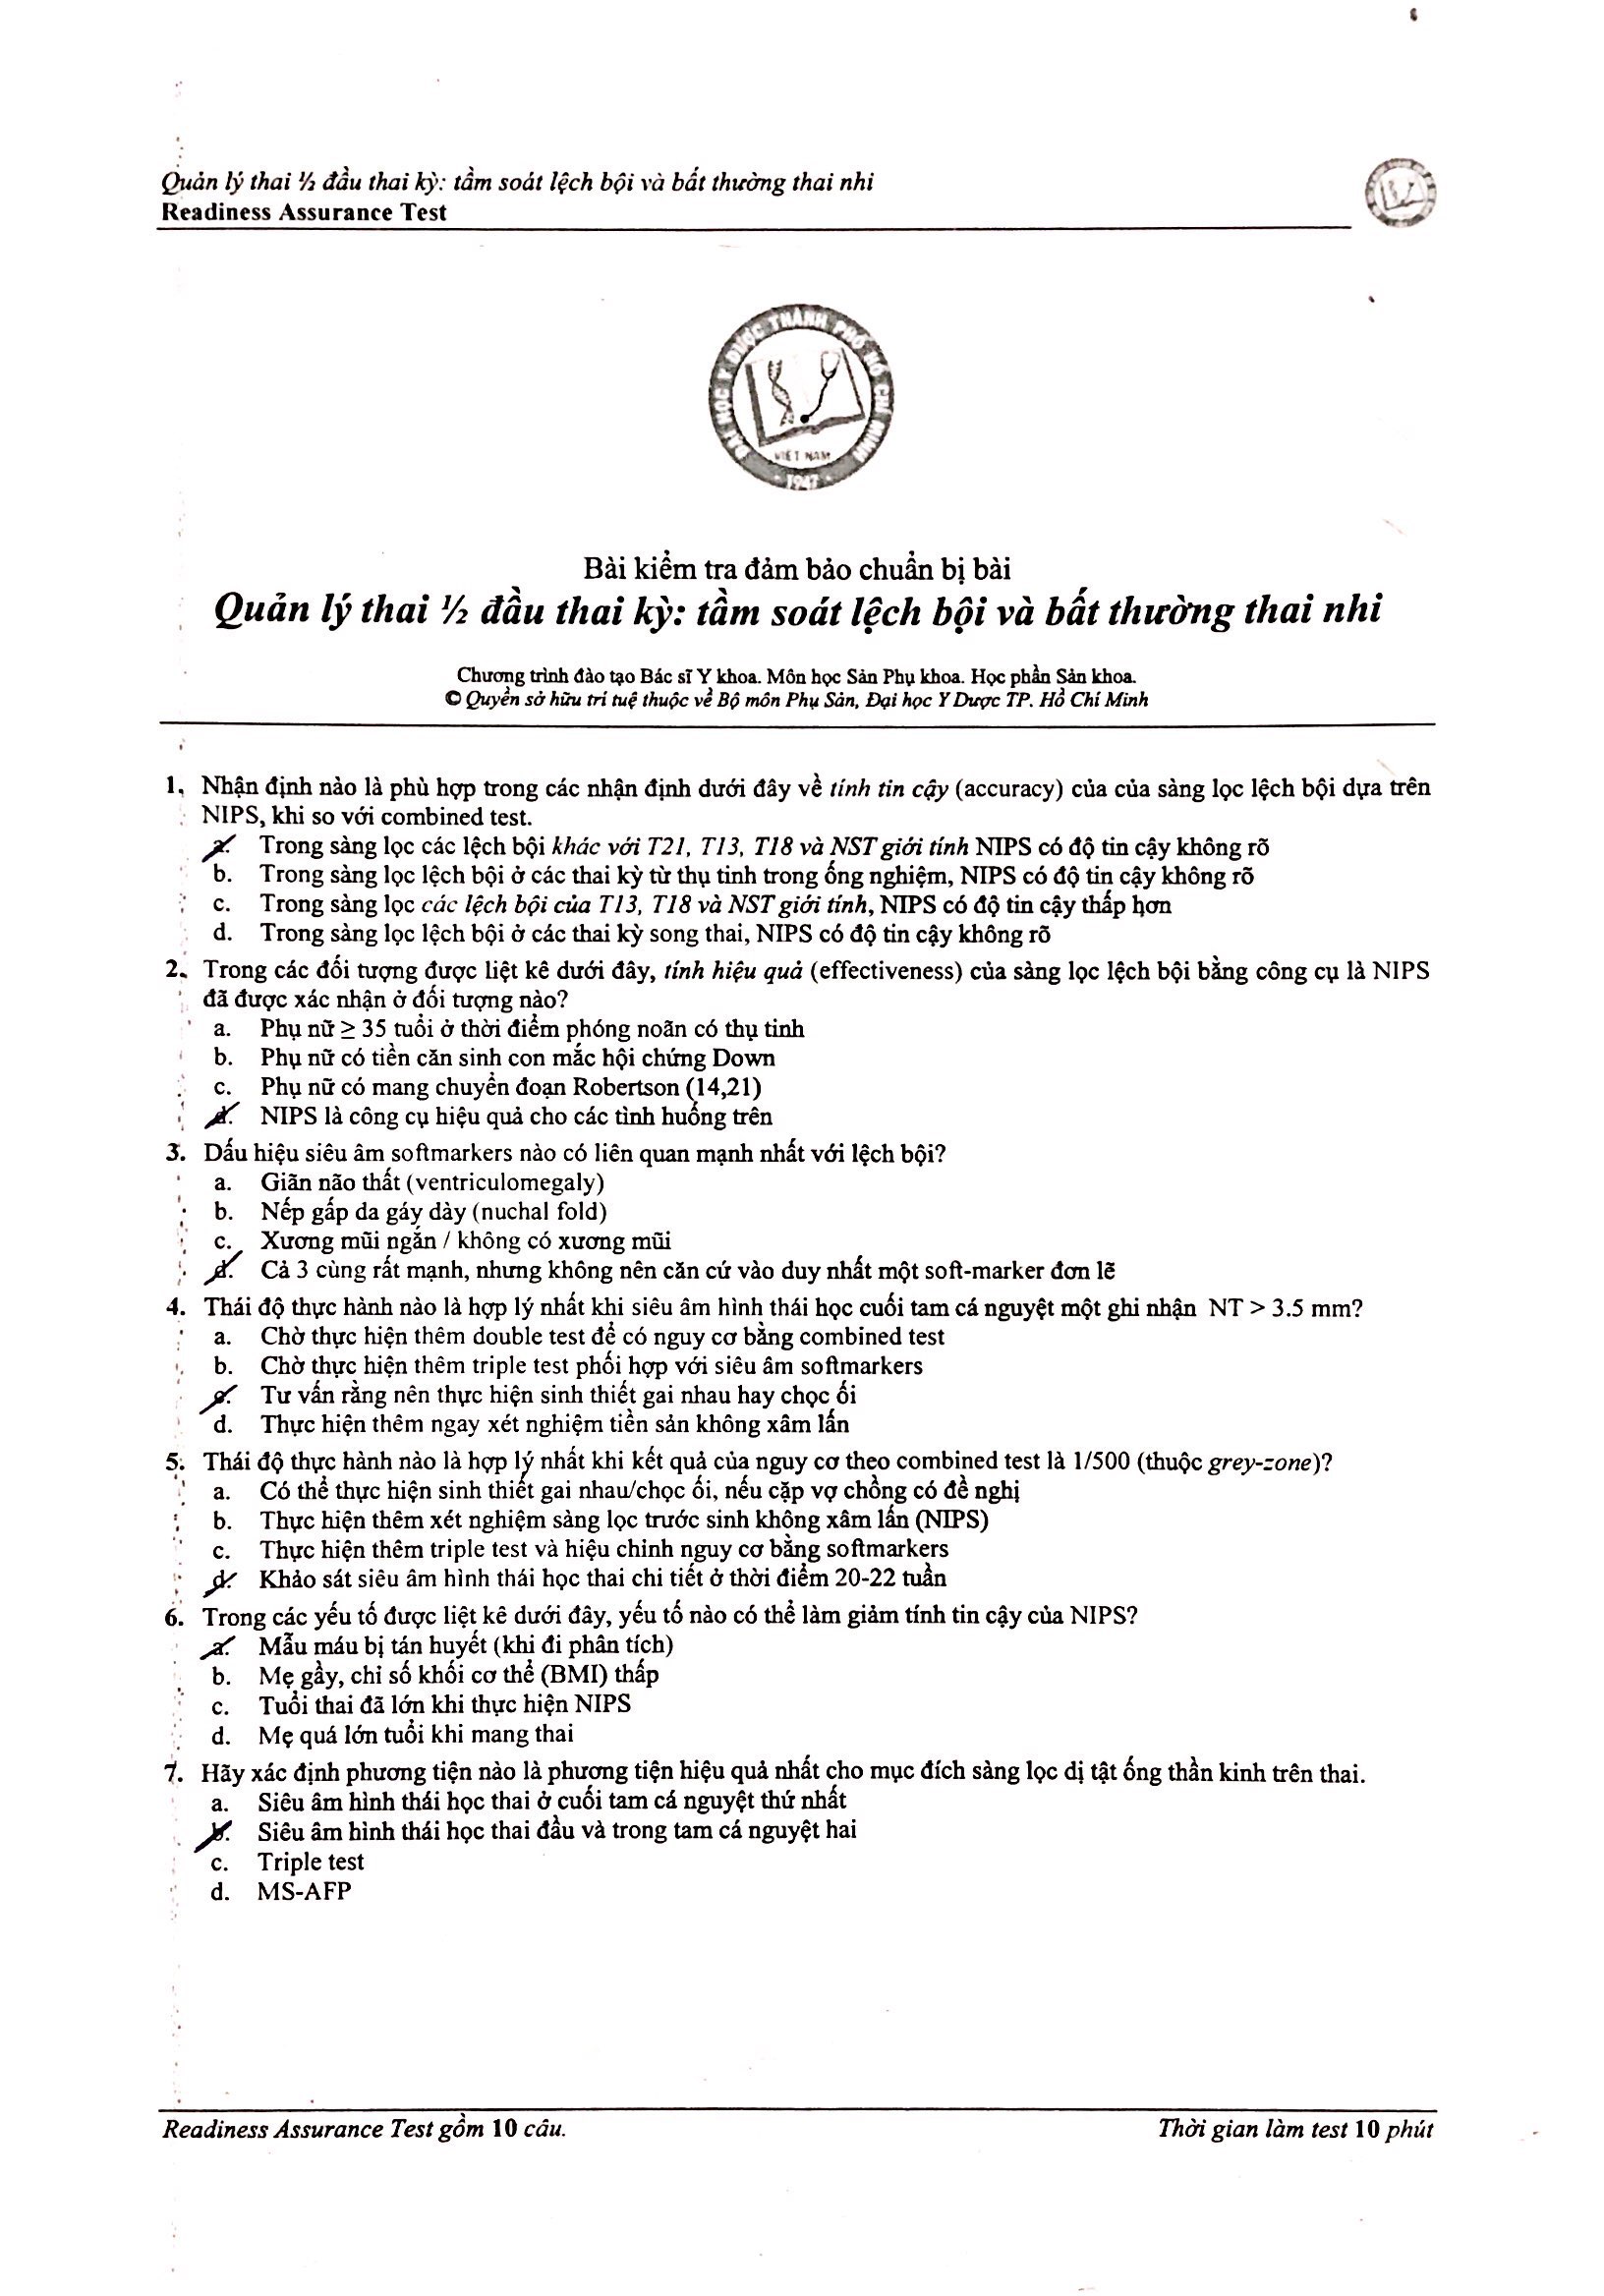 Quản lý thai ½ đầu thai kỳ: tầm soát lệch bội và bất thường thai nhi
Readiness Assurance Test
ĐẠI HỌC Y DƯỢC THÀNH PHỐ HỒ CHÍ MINH
VIỆT NAM
1947
Bài kiểm tra đảm bảo chuẩn bị bài
Quản lý thai ½ đầu thai kỳ: tầm soát lệch bội và bất thường thai nhi
Chương trình đào tạo Bác sĩ Y khoa. Môn học Sản Phụ khoa. Học phần Sản khoa.
© Quyền sở hữu trí tuệ thuộc về Bộ môn Phụ Sản, Đại học Y Dược TP. Hồ Chí Minh
1. Nhận định nào là phù hợp trong các nhận định dưới đây về tính tin cậy (accuracy) của của sàng lọc lệch bội dựa trên
NIPS, khi so với combined test.
a. Trong sàng lọc các lệch bội khác với T21, T13, T18 và NST giới tính NIPS có độ tin cậy không rõ
b. Trong sàng lọc lệch bội ở các thai kỳ từ thụ tinh trong ống nghiệm, NIPS có độ tin cậy không rõ
c. Trong sàng lọc các lệch bội của T13, T18 và NST giới tính, NIPS có độ tin cậy thấp hơn
d. Trong sàng lọc lệch bội ở các thai kỳ song thai, NIPS có độ tin cậy không rõ
2. Trong các đối tượng được liệt kê dưới đây, tính hiệu quả (effectiveness) của sàng lọc lệch bội bằng công cụ là NIPS
đã được xác nhận ở đối tượng nào?
a. Phụ nữ ≥ 35 tuổi ở thời điểm phóng noãn có thụ tinh
b. Phụ nữ có tiền căn sinh con mắc hội chứng Down
c. Phụ nữ có mang chuyển đoạn Robertson (14,21)
d. NIPS là công cụ hiệu quả cho các tình huống trên
3. Dấu hiệu siêu âm softmarkers nào có liên quan mạnh nhất với lệch bội?
a. Giãn não thất (ventriculomegaly)
b. Nếp gấp da gáy dày (nuchal fold)
c. Xương mũi ngắn / không có xương mũi
d. Cả 3 cùng rất mạnh, nhưng không nên căn cứ vào duy nhất một soft-marker đơn lẽ
4. Thái độ thực hành nào là hợp lý nhất khi siêu âm hình thái học cuối tam cá nguyệt một ghi nhận NT > 3.5 mm?
a. Chờ thực hiện thêm double test để có nguy cơ bằng combined test
b. Chờ thực hiện thêm triple test phối hợp với siêu âm softmarkers
c. Tư vấn rằng nên thực hiện sinh thiết gai nhau hay chọc ối
d. Thực hiện thêm ngay xét nghiệm tiền sản không xâm lấn
5. Thái độ thực hành nào là hợp lý nhất khi kết quả của nguy cơ theo combined test là 1/500 (thuộc grey-zone)?
a. Có thể thực hiện sinh thiết gai nhau/chọc ối, nếu cặp vợ chồng có đề nghị
b. Thực hiện thêm xét nghiệm sàng lọc trước sinh không xâm lấn (NIPS)
c. Thực hiện thêm triple test và hiệu chỉnh nguy cơ bằng softmarkers
d. Khảo sát siêu âm hình thái học thai chi tiết ở thời điểm 20-22 tuần
6. Trong các yếu tố được liệt kê dưới đây, yếu tố nào có thể làm giảm tính tin cậy của NIPS?
a. Mẫu máu bị tán huyết (khi đi phân tích)
b. Mẹ gầy, chỉ số khối cơ thể (BMI) thấp
c. Tuổi thai đã lớn khi thực hiện NIPS
d. Mẹ quá lớn tuổi khi mang thai
7. Hãy xác định phương tiện nào là phương tiện hiệu quả nhất cho mục đích sàng lọc dị tật ống thần kinh trên thai.
a. Siêu âm hình thái học thai ở cuối tam cá nguyệt thứ nhất
b. Siêu âm hình thái học thai đầu và trong tam cá nguyệt hai
c. Triple test
d. MS-AFP
Readiness Assurance Test gồm 10 câu.
Thời gian làm test 10 phút